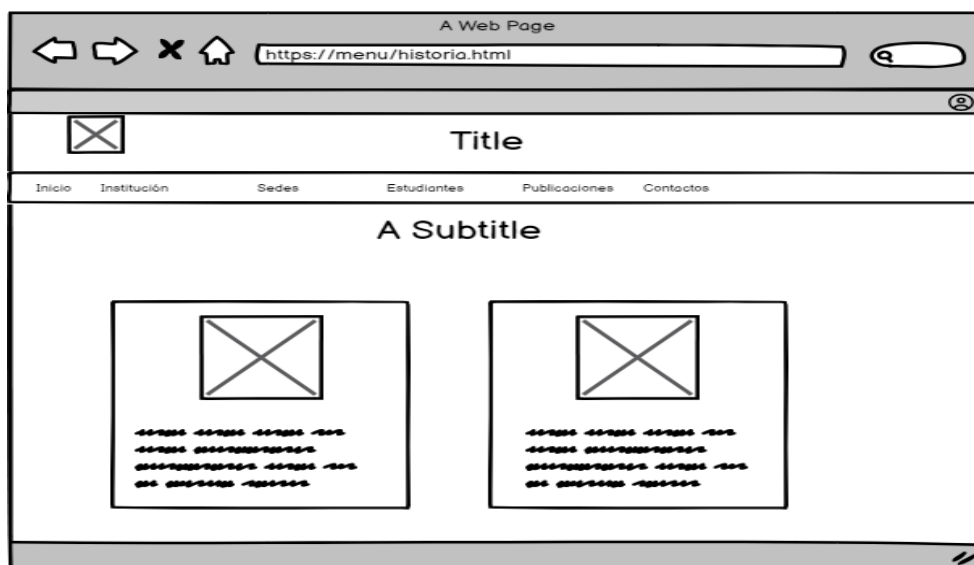 A Web Page
https://menu/historia.html
Title
Inicio Institución Sedes Estudiantes Publicaciones Contactos
A Subtitle